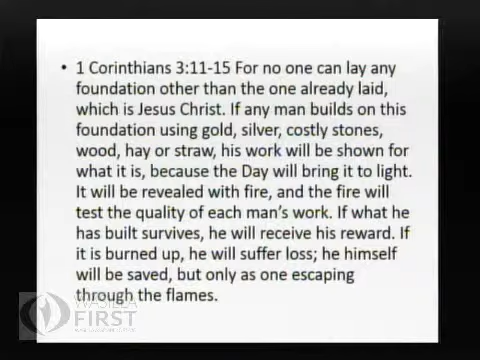 • 1 Corinthians 3:11-15 For no one can lay any
foundation other than the one already laid,
which is Jesus Christ. If any man builds on this
foundation using gold, silver, costly stones,
wood, hay or straw, his work will be shown for
what it is, because the Day will bring it to light.
It will be revealed with fire, and the fire will
test the quality of each man's work. If what he
has built survives, he will receive his reward. If
it is burned up, he will suffer loss; he himself
will be saved, but only as one escaping
through the flames.
WASILLA
FIRST